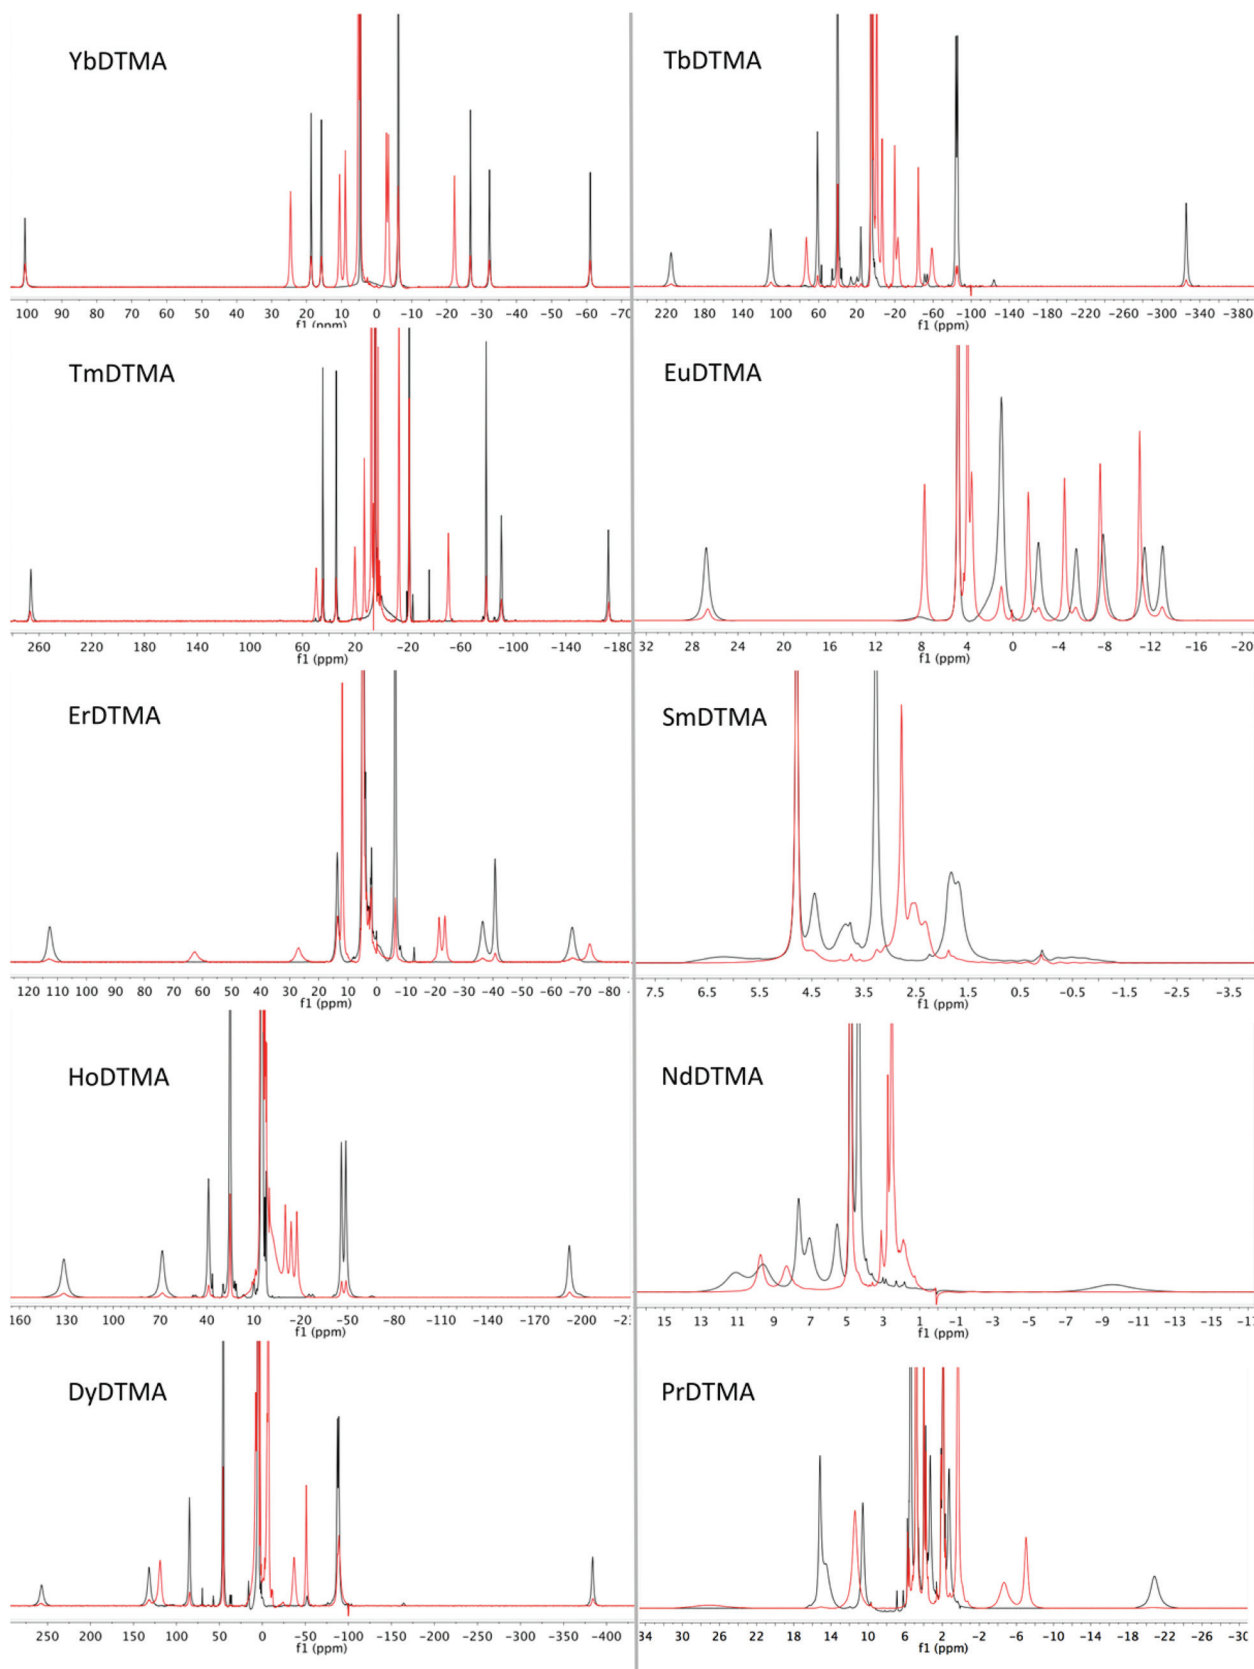 YbDTMA
100 90 80 70 60 50 40 30 20 10 0 -10 -20 -30 -40 -50 -60 -70
f1 (ppm)
TbDTMA
220 180 140 100 60 20 -20 -60 -100 -140 -180 -220 -260 -300 -340 -380
f1 (ppm)
TmDTMA
260 220 180 140 100 60 20 -20 -60 -100 -140 -180
f1 (ppm)
EuDTMA
32 28 24 20 16 12 8 4 0 -4 -8 -12 -16 -20
f1 (ppm)
ErDTMA
120 110 100 90 80 70 60 50 40 30 20 10 0 -10 -20 -30 -40 -50 -60 -70 -80
f1 (ppm)
SmDTMA
7.5 6.5 5.5 4.5 3.5 2.5 1.5 0.5 -0.5 -1.5 -2.5 -3.5
f1 (ppm)
HoDTMA
160 130 100 70 40 10 -20 -50 -80 -110 -140 -170 -200
f1 (ppm)
NdDTMA
15 13 11 9 7 5 3 1 -1 -3 -5 -7 -9 -11 -13 -15 -17
f1 (ppm)
DyDTMA
250 200 150 100 50 0 -50 -100 -150 -200 -250 -300 -350 -400
f1 (ppm)
PrDTMA
34 30 26 22 18 14 10 6 2 -2 -6 -10 -14 -18 -22 -26
f1 (ppm)